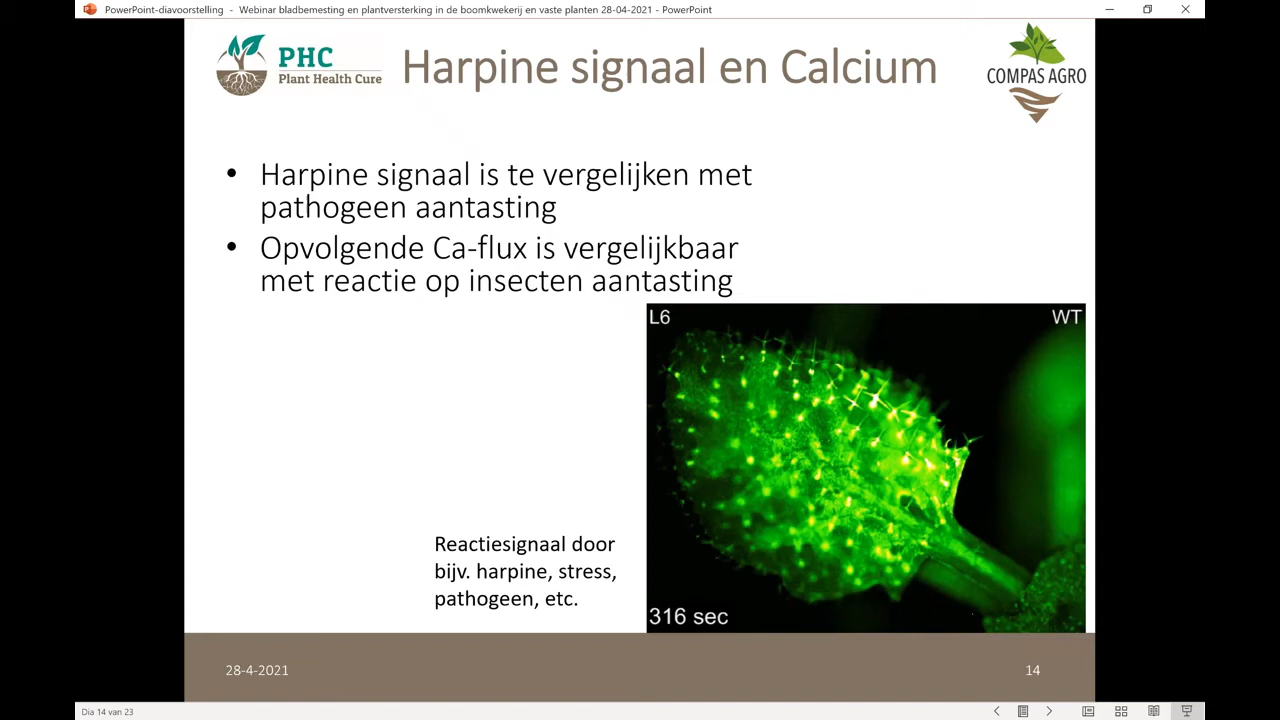 PowerPoint-diavoorstelling - Webinar bladbemesting en plantversterking in de boomkwekerij en vaste planten 28-04-2021 - PowerPoint
PHC
Plant Health Cure
Harpine signaal en Calcium
COMPAS AGRO
• Harpine signaal is te vergelijken met
pathogeen aantasting
• Opvolgende Ca-flux is vergelijkbaar
met reactie op insecten aantasting
L6
WT
Reactiesignaal door
bijv. harpine, stress,
pathogeen, etc.
316 sec
28-4-2021
14
Dia 14 van 23